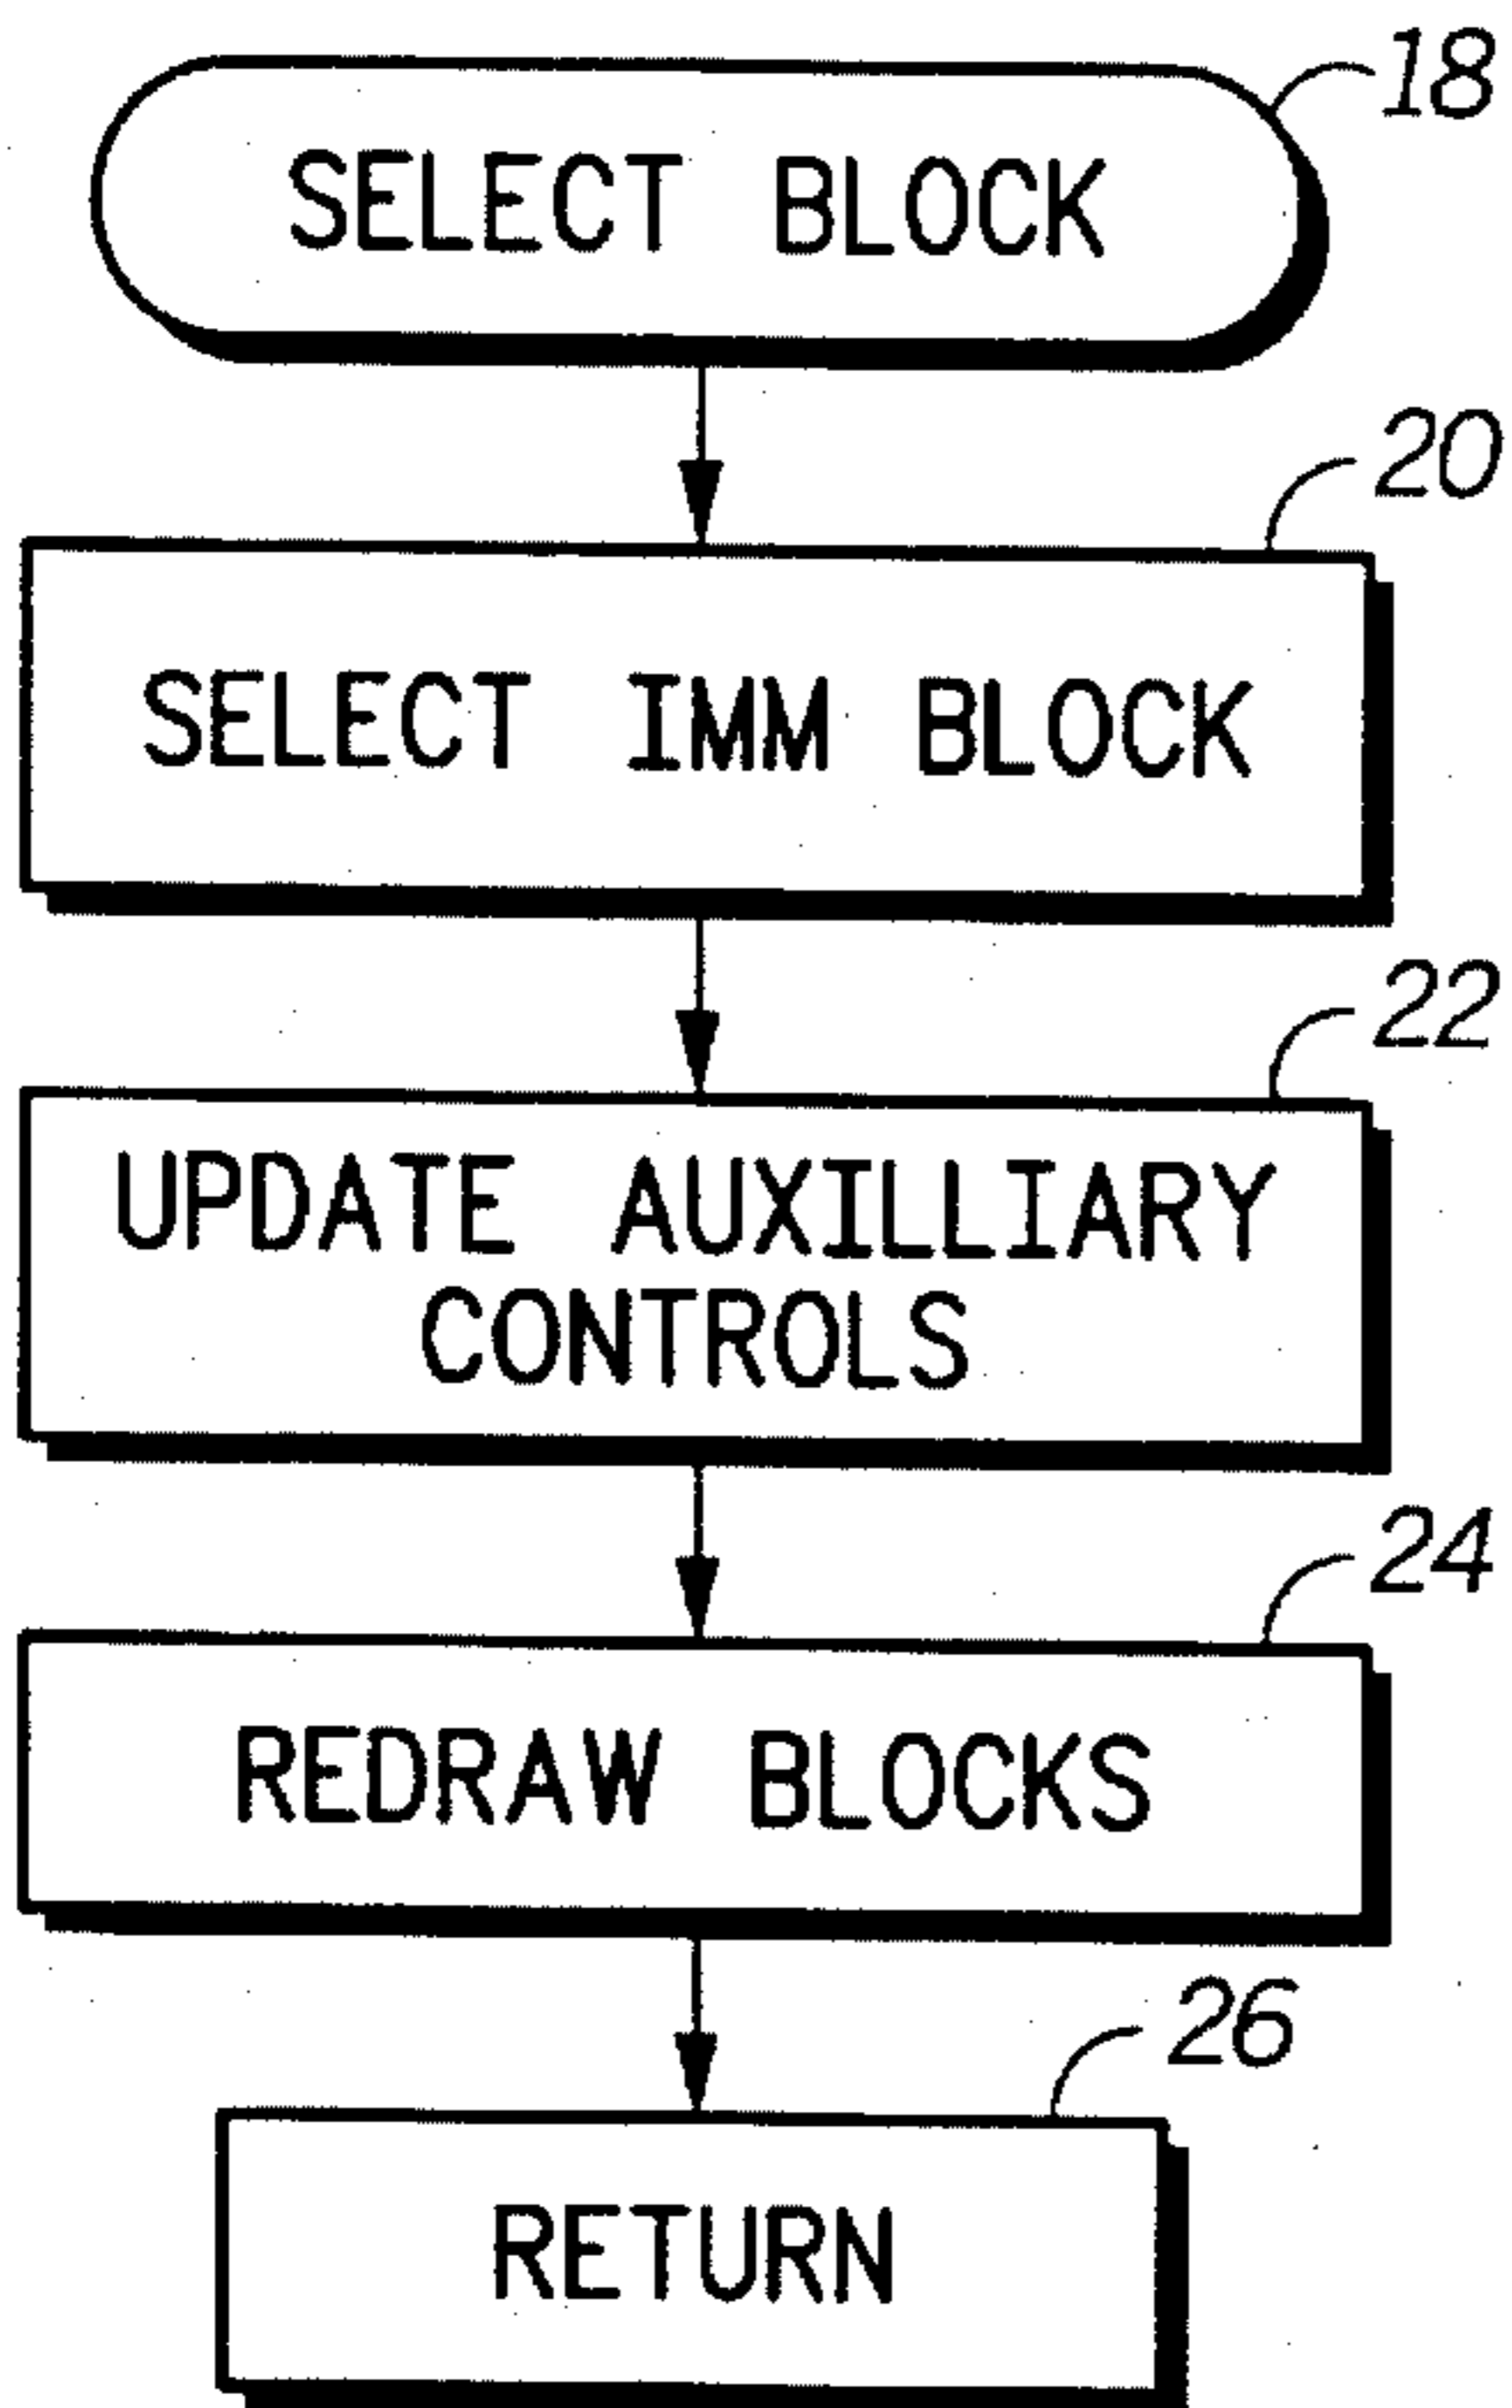 18
SELECT BLOCK
20
SELECT IMM BLOCK
22
UPDATE AUXILLIARY
CONTROLS
24
REDRAW BLOCKS
26
RETURN